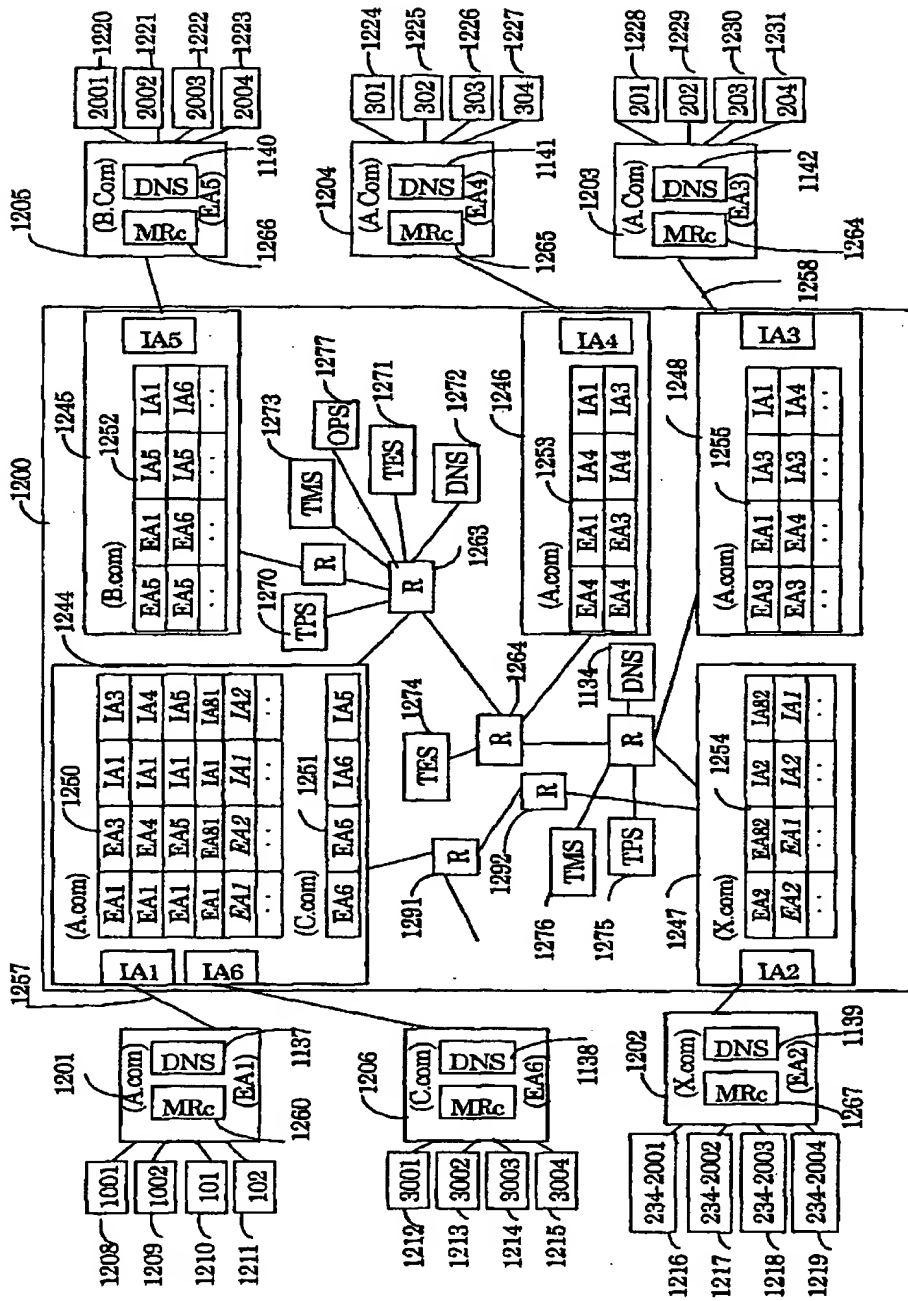 1220
1221
1222
1223
2001
2002
2003
2004
1205
(B.Com)
DNS
MRc
(EA5)
1140
1266
1224
1225
1226
1227
301
302
303
304
1204
(A.Com)
DNS
MRc
(EA4)
1141
1265
1228
1229
1230
1231
201
202
203
204
1203
(A.Com)
DNS
MRc
(EA3)
1142
1264
1258
1200
1245
1252
(B.com)
IA5
EA5 EA1 IA5 IA1
EA5 EA6 IA5 IA6
. . . .
1246
1253
(A.com)
IA4
EA4 EA1 IA4 IA1
EA4 EA3 IA4 IA3
1248
1255
(A.com)
IA3
EA3 EA1 IA3 IA1
EA3 EA4 IA3 IA4
. . . .
1244
1250
(A.com)
EA1 EA3 IA1 IA3
EA1 EA4 IA1 IA4
EA1 EA5 IA1 IA5
EA1 EA81 IA1 IA81
EA1 EA2 IA1 IA2
. . . .
1251
(C.com)
EA6 EA5 IA6 IA5
IA1
IA6
1257
1270
TPS
R
1273
TMS
1277
OPS
1271
TES
1272
DNS
R
1263
1274
TES
R
1264
1134
DNS
R
1291
R
1292
R
1276
TMS
1275
TPS
1247
1254
(X.com)
IA2
EA2 EA82 IA2 IA82
EA2 EA1 IA2 IA1
. . . .
1201
(A.com)
DNS
MRc
(EA1)
1137
1260
1001
1002
101
102
1208
1209
1210
1211
1206
(C.com)
DNS
MRc
(EA6)
1138
3001
3002
3003
3004
1212
1213
1214
1215
1202
(X.com)
DNS
MRc
(EA2)
1139
1267
234-2001
234-2002
234-2003
234-2004
1216
1217
1218
1219